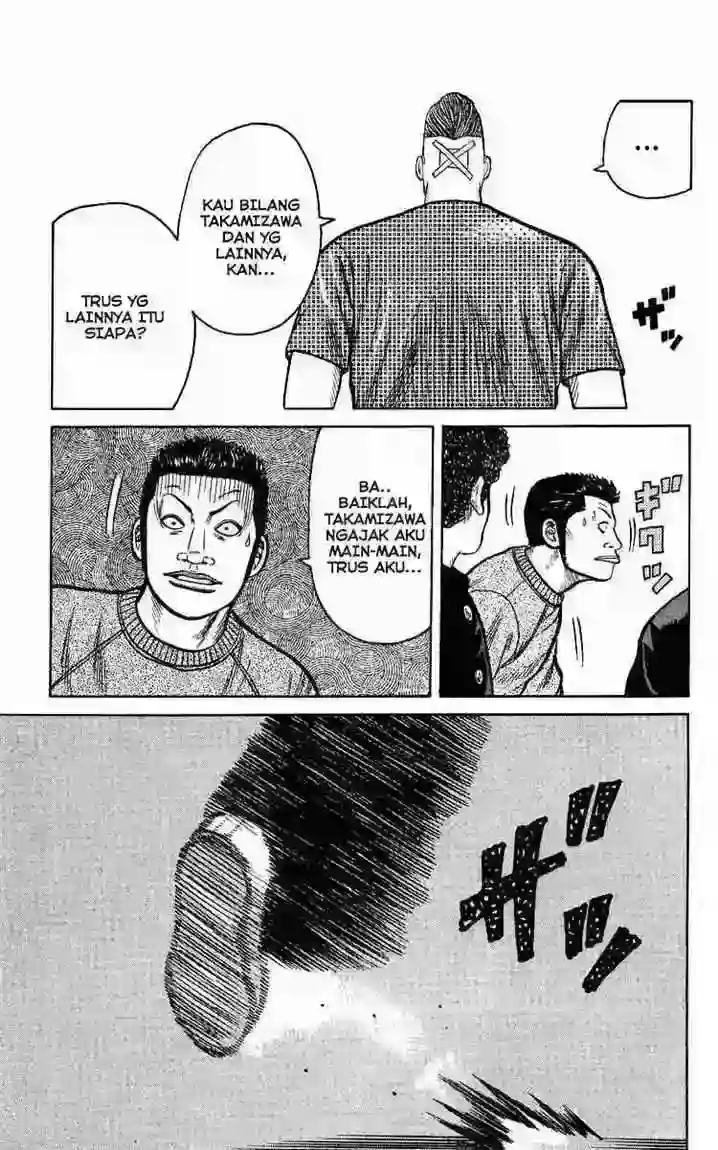 ...
ザッ
KAU BILANG
TAKAMIZAWA
DAN YG
LAINNYA,
KAN...
TRUS YG
LAINNYA ITU
SIAPA?
ギクッ
BA..
BAIKLAH,
TAKAMIZAWA
NGAJAK AKU
MAIN-MAIN,
TRUS AKU...
ザッ